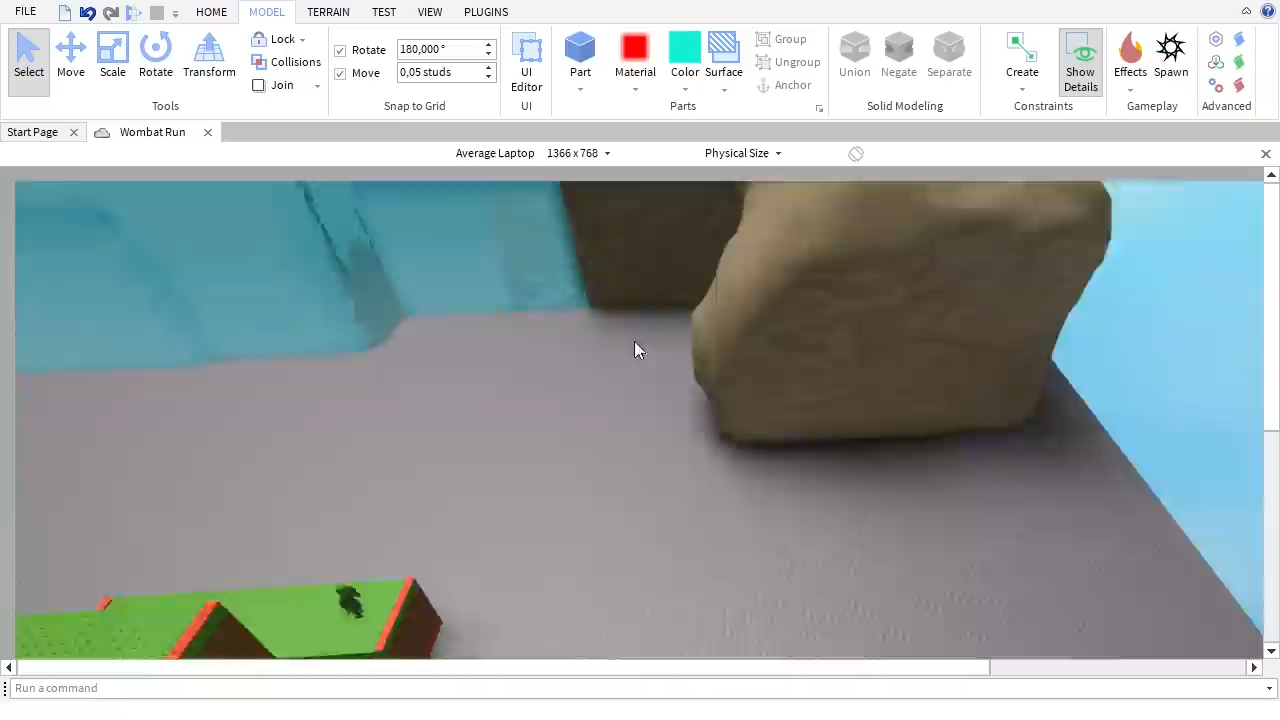 FILE HOME MODEL TERRAIN TEST VIEW PLUGINS
Select Move Scale Rotate Transform
Lock
Collisions
Join
Tools
Rotate 180,00 °
Move 0,05 studs
Snap to Grid
UI
Editor
UI
Part Material Color Surface
Group
Ungroup
Anchor
Parts
Union Negate Separate
Solid Modeling
Create Show
Details
Constraints
Effects Spawn
Gameplay
Advanced
Start Page Wombat Run
Average Laptop 1366 x 768 Physical Size
Run a command